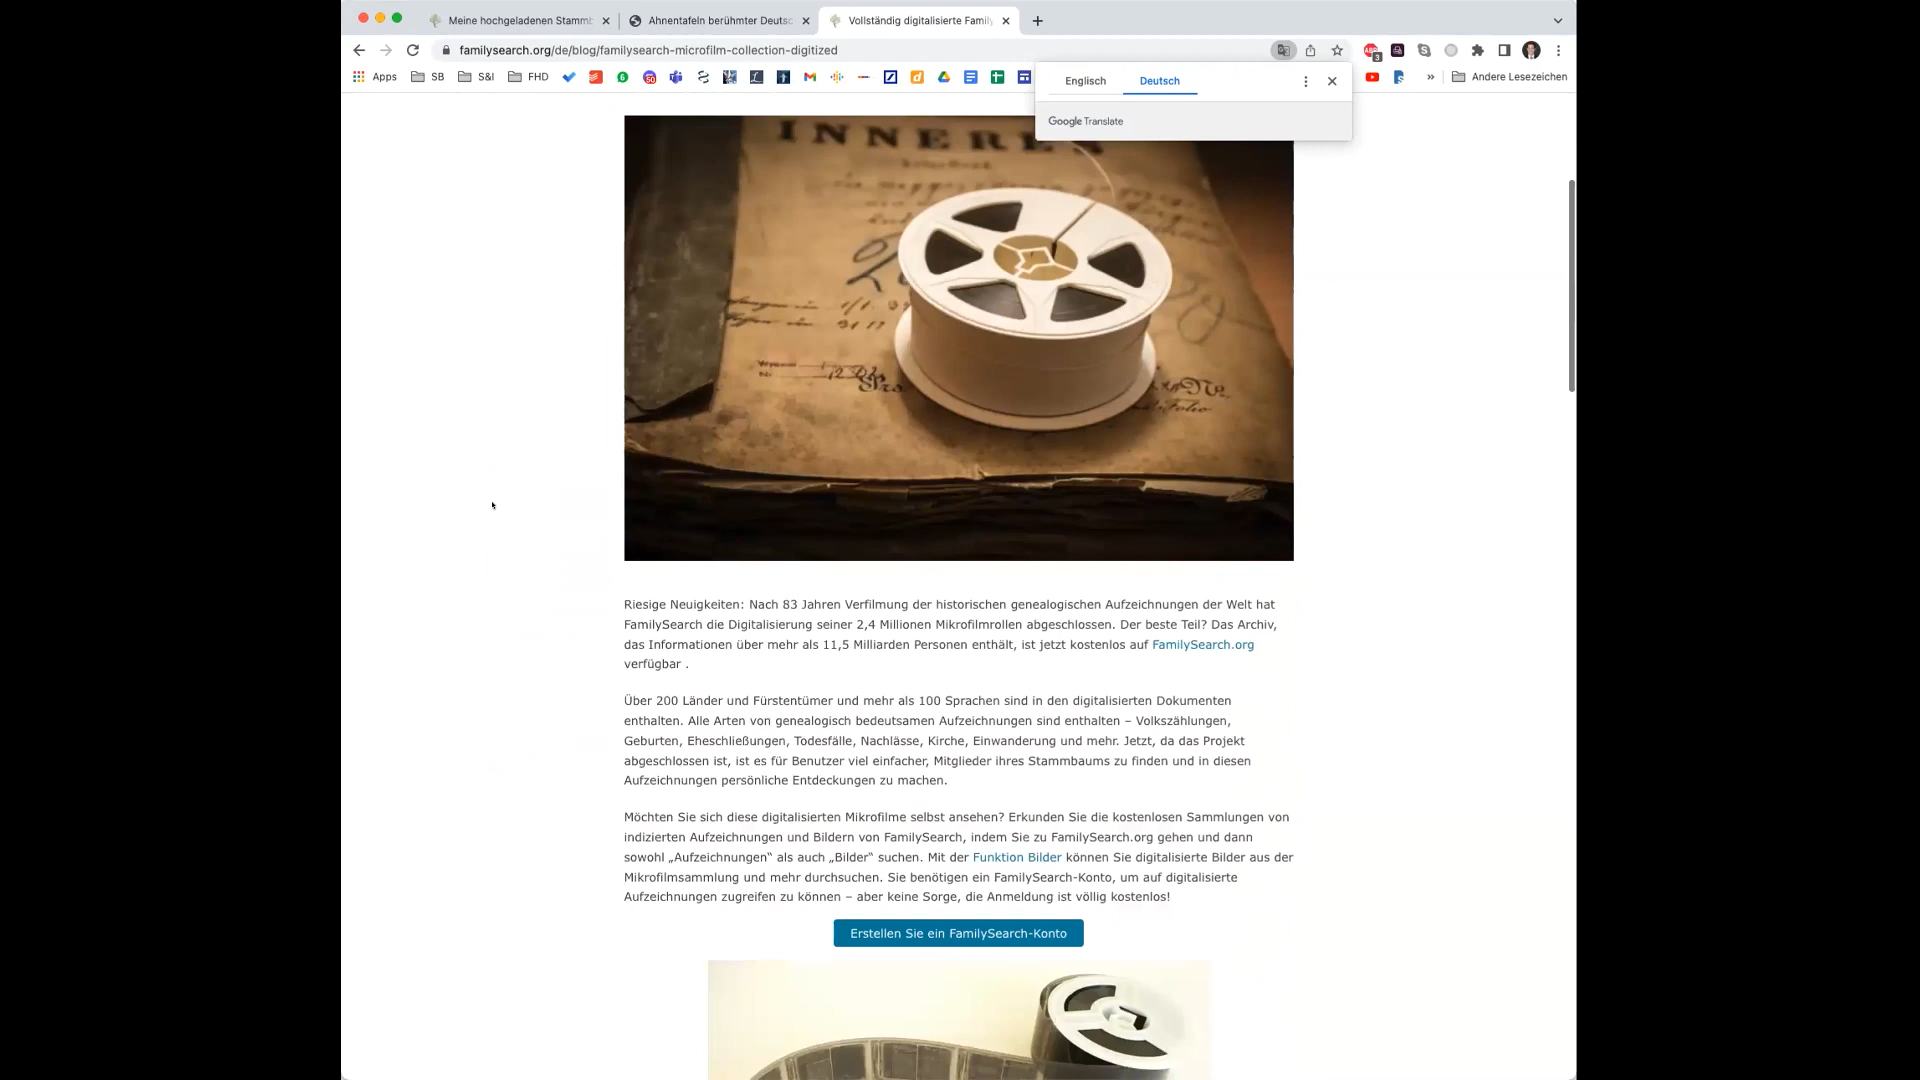 Meine hochgeladenen Stammb
Ahnentafeln berühmter Deutsc
Vollständig digitalisierte Family
familysearch.org/de/blog/familysearch-microfilm-collection-digitized
Apps SB S&I FHD Andere Lesezeichen
Englisch Deutsch
Google Translate
INNERES
Riesige Neuigkeiten: Nach 83 Jahren Verfilmung der historischen genealogischen Aufzeichnungen der Welt hat
FamilySearch die Digitalisierung seiner 2,4 Millionen Mikrofilmrollen abgeschlossen. Der beste Teil? Das Archiv,
das Informationen über mehr als 11,5 Milliarden Personen enthält, ist jetzt kostenlos auf FamilySearch.org
verfügbar .
Über 200 Länder und Fürstentümer und mehr als 100 Sprachen sind in den digitalisierten Dokumenten
enthalten. Alle Arten von genealogisch bedeutsamen Aufzeichnungen sind enthalten – Volkszählungen,
Geburten, Eheschließungen, Todesfälle, Nachlässe, Kirche, Einwanderung und mehr. Jetzt, da das Projekt
abgeschlossen ist, ist es für Benutzer viel einfacher, Mitglieder ihres Stammbaums zu finden und in diesen
Aufzeichnungen persönliche Entdeckungen zu machen.
Möchten Sie sich diese digitalisierten Mikrofilme selbst ansehen? Erkunden Sie die kostenlosen Sammlungen von
indizierten Aufzeichnungen und Bildern von FamilySearch, indem Sie zu FamilySearch.org gehen und dann
sowohl „Aufzeichnungen“ als auch „Bilder“ suchen. Mit der Funktion Bilder können Sie digitalisierte Bilder aus der
Mikrofilmsammlung und mehr durchsuchen. Sie benötigen ein FamilySearch-Konto, um auf digitalisierte
Aufzeichnungen zugreifen zu können – aber keine Sorge, die Anmeldung ist völlig kostenlos!
Erstellen Sie ein FamilySearch-Konto